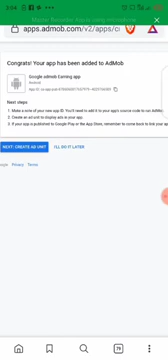 2:04
apps.admob.com/v2/apps/c
Congrats! Your app has been added to AdMob
Google admob Earning app
Android
Next steps
1 Make a note of your new app ID. You'll need to add it to your app's source code to run AdMob
2 Create an ad unit to display ads in your app
3 If your app is published to Google Play or the App Store, remember to come back to link your
NEXT: CREATE AD UNIT I'LL DO IT LATER
Google Privacy Terms
79